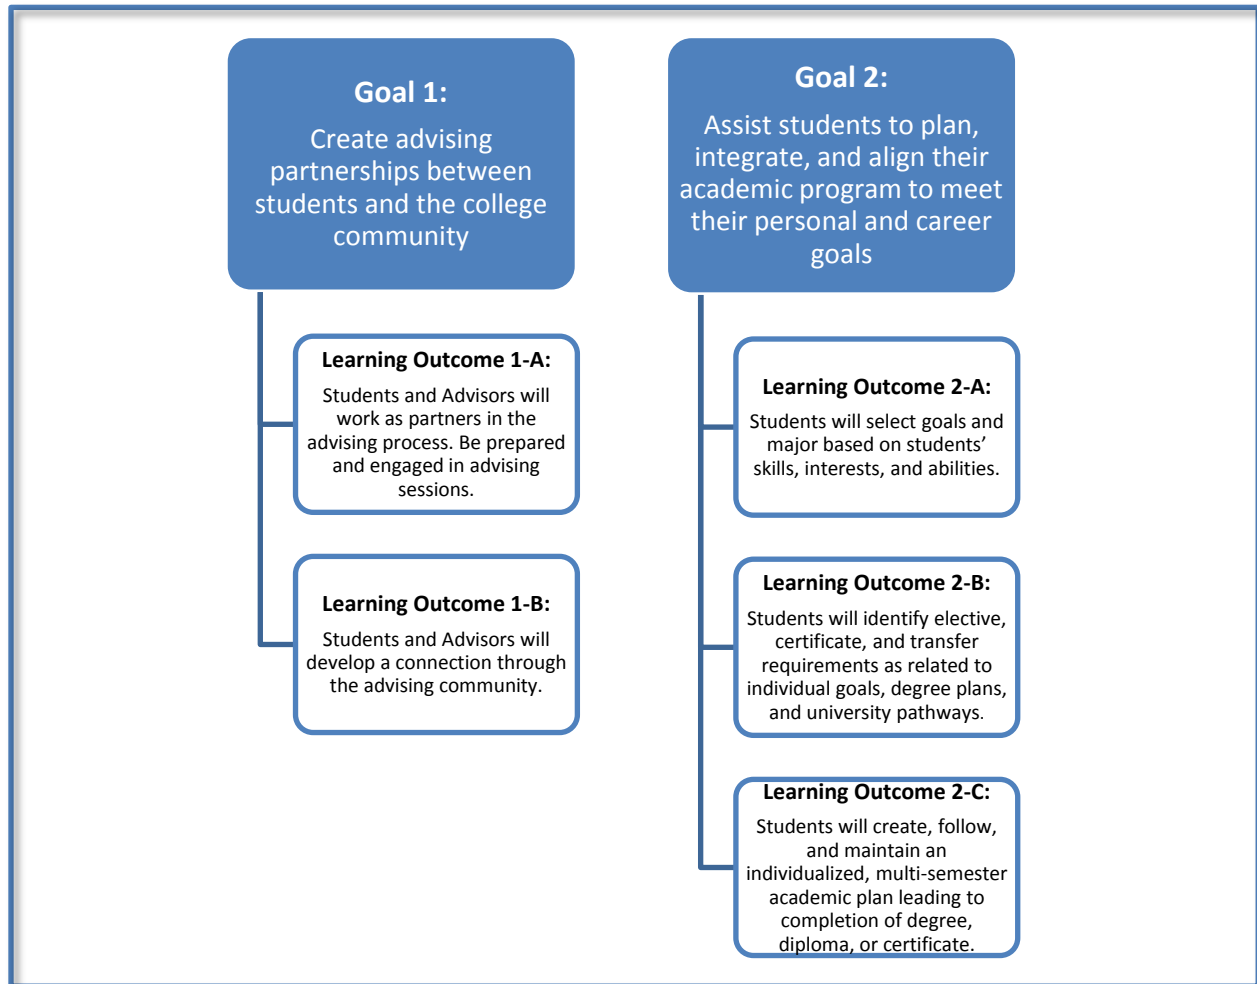 Goal 1:
Create advising
partnerships between
students and the college
community
Learning Outcome 1-A:
Students and Advisors will
work as partners in the
advising process. Be prepared
and engaged in advising
sessions.
Learning Outcome 1-B:
Students and Advisors will
develop a connection through
the advising community.
Goal 2:
Assist students to plan,
integrate, and align their
academic program to meet
their personal and career
goals
Learning Outcome 2-A:
Students will select goals and
major based on students’
skills, interests, and abilities.
Learning Outcome 2-B:
Students will identify elective,
certificate, and transfer
requirements as related to
individual goals, degree plans,
and university pathways.
Learning Outcome 2-C:
Students will create, follow,
and maintain an
individualized, multi-semester
academic plan leading to
completion of degree,
diploma, or certificate.